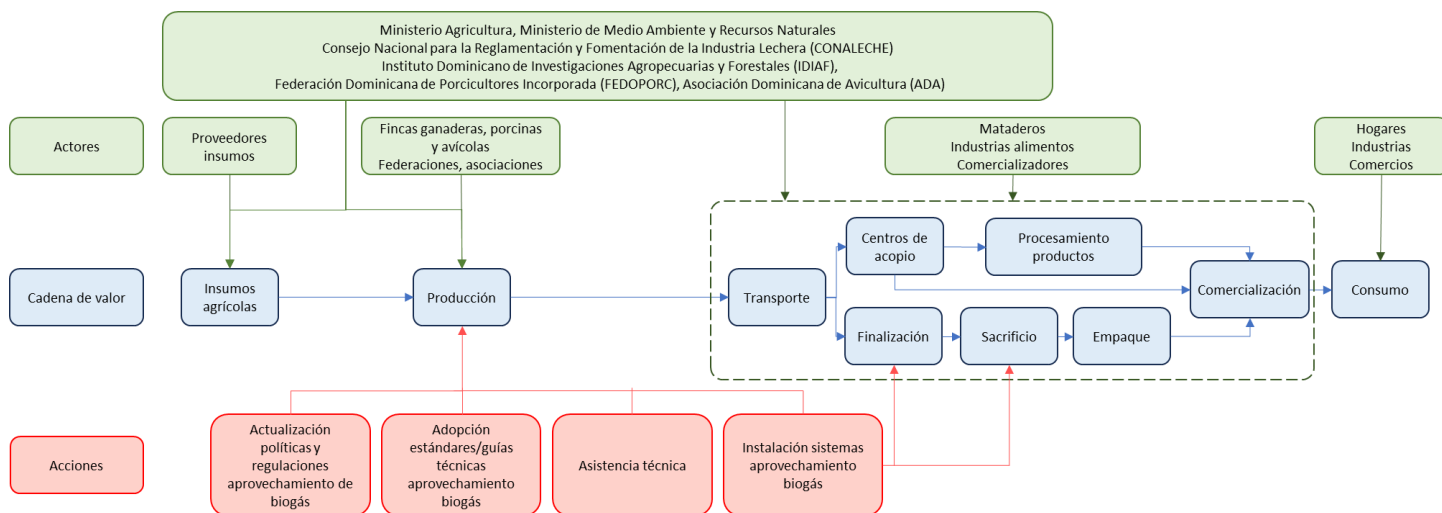 Ministerio Agricultura, Ministerio de Medio Ambiente y Recursos Naturales
Consejo Nacional para la Reglamentación y Fomentación de la Industria Lechera (CONALECHE)
Instituto Dominicano de Investigaciones Agropecuarias y Forestales (IDIAF),
Federación Dominicana de Porcicultores Incorporada (FEDOPORC), Asociación Dominicana de Avicultura (ADA)
Actores
Proveedores
insumos
Fincas ganaderas, porcinas
y avícolas
Federaciones, asociaciones
Mataderos
Industrias alimentos
Comercializadores
Hogares
Industrias
Comercios
Cadena de valor
Insumos
agrícolas
Producción
Transporte
Centros de
acopio
Procesamiento
productos
Finalización
Sacrificio
Empaque
Comercialización
Consumo
Acciones
Actualización
políticas y
regulaciones
aprovechamiento de
biogás
Adopción
estándares/guías
técnicas
aprovechamiento
biogás
Asistencia técnica
Instalación sistemas
aprovechamiento
biogás